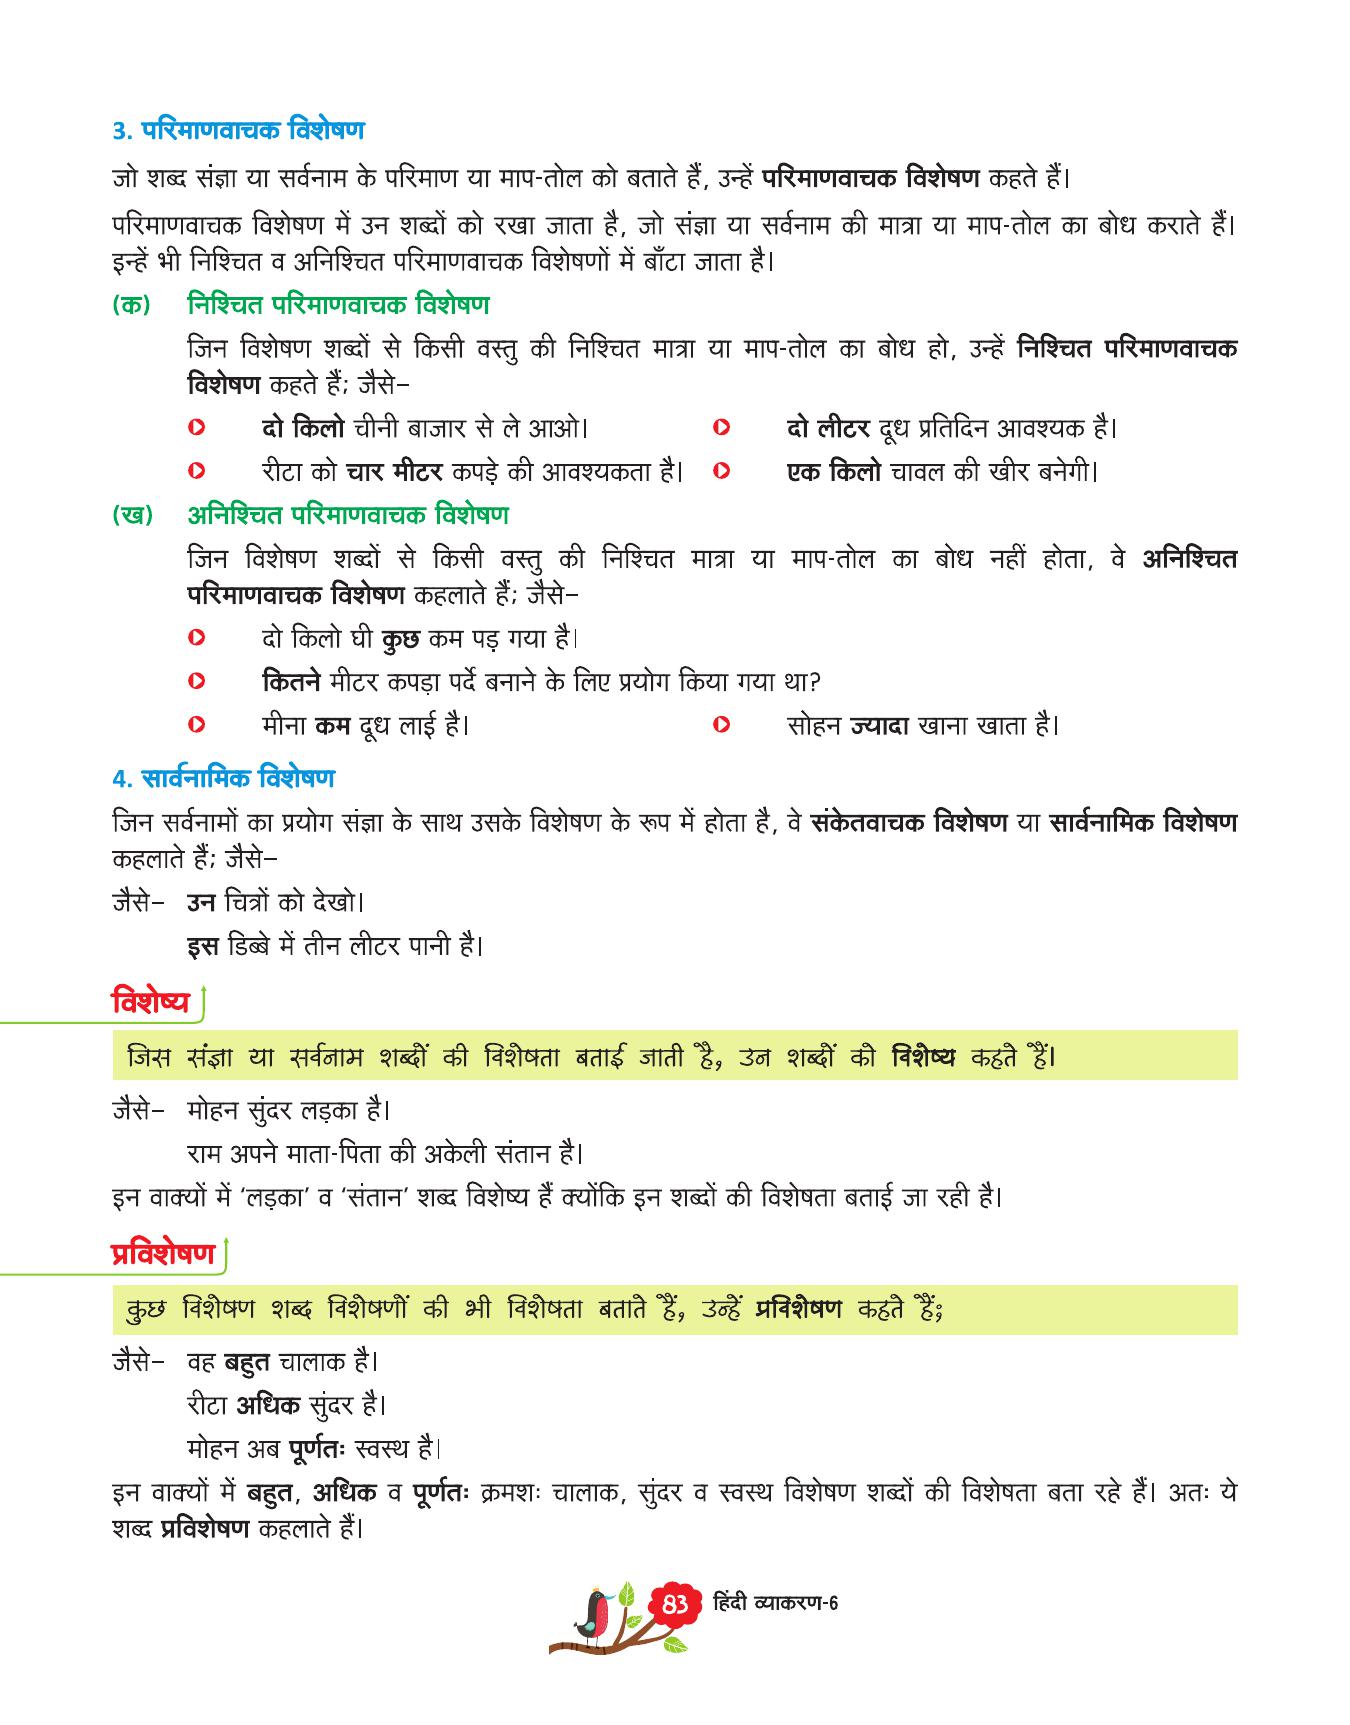 3. परिमाणवाचक विशेषण
जो शब्द संज्ञा या सर्वनाम के परिमाण या माप-तोल को बताते हैं, उन्हें परिमाणवाचक विशेषण कहते हैं।
परिमाणवाचक विशेषण में उन शब्दों को रखा जाता है, जो संज्ञा या सर्वनाम की मात्रा या माप-तोल का बोध कराते हैं।
इन्हें भी निश्चित व अनिश्चित परिमाणवाचक विशेषणों में बाँटा जाता है।
(क) निश्चित परिमाणवाचक विशेषण
जिन विशेषण शब्दों से किसी वस्तु की निश्चित मात्रा या माप-तोल का बोध हो, उन्हें निश्चित परिमाणवाचक
विशेषण कहते हैं; जैसे–
दो किलो चीनी बाजार से ले आओ। दो लीटर दूध प्रतिदिन आवश्यक है।
रीटा को चार मीटर कपड़े की आवश्यकता है। एक किलो चावल की खीर बनेगी।
(ख) अनिश्चित परिमाणवाचक विशेषण
जिन विशेषण शब्दों से किसी वस्तु की निश्चित मात्रा या माप-तोल का बोध नहीं होता, वे अनिश्चित
परिमाणवाचक विशेषण कहलाते हैं; जैसे–
दो किलो घी कुछ कम पड़ गया है।
कितने मीटर कपड़ा पर्दे बनाने के लिए प्रयोग किया गया था?
मीना कम दूध लाई है। सोहन ज्यादा खाना खाता है।
4. सार्वनामिक विशेषण
जिन सर्वनामों का प्रयोग संज्ञा के साथ उसके विशेषण के रूप में होता है, वे संकेतवाचक विशेषण या सार्वनामिक विशेषण
कहलाते हैं; जैसे–
जैसे– उन चित्रों को देखो।
इस डिब्बे में तीन लीटर पानी है।
विशेष्य
जिस संज्ञा या सर्वनाम शब्दों की विशेषता बताई जाती है, उन शब्दों को विशेष्य कहते हैं।
जैसे– मोहन सुंदर लड़का है।
राम अपने माता-पिता की अकेली संतान है।
इन वाक्यों में ‘लड़का’ व ‘संतान’ शब्द विशेष्य हैं क्योंकि इन शब्दों की विशेषता बताई जा रही है।
प्रविशेषण
कुछ विशेषण शब्द विशेषणों की भी विशेषता बताते हैं, उन्हें प्रविशेषण कहते हैं;
जैसे– वह बहुत चालाक है।
रीटा अधिक सुंदर है।
मोहन अब पूर्णतः स्वस्थ है।
इन वाक्यों में बहुत, अधिक व पूर्णतः क्रमशः चालाक, सुंदर व स्वस्थ विशेषण शब्दों की विशेषता बता रहे हैं। अतः ये
शब्द प्रविशेषण कहलाते हैं।
83 हिंदी व्याकरण-6